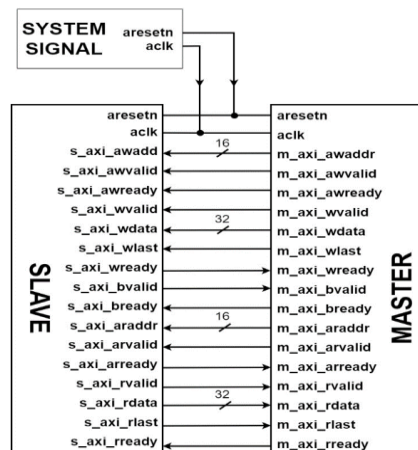 SYSTEM
SIGNAL
aresetn
aclk
SLAVE
aresetn
aclk
s_axi_awadd
s_axi_awvalid
s_axi_awready
s_axi_wvalid
s_axi_wdata
s_axi_wlast
s_axi_wready
s_axi_bvalid
s_axi_bready
s_axi_araddr
s_axi_arvalid
s_axi_arready
s_axi_rvalid
s_axi_rdata
s_axi_rlast
s_axi_rready
16
32
16
32
MASTER
aresetn
aclk
m_axi_awaddr
m_axi_awvalid
m_axi_awready
m_axi_wvalid
m_axi_wdata
m_axi_wlast
m_axi_wready
m_axi_bvalid
m_axi_bready
m_axi_araddr
m_axi_arvalid
m_axi_arready
m_axi_rvalid
m_axi_rdata
m_axi_rlast
m_axi_rready